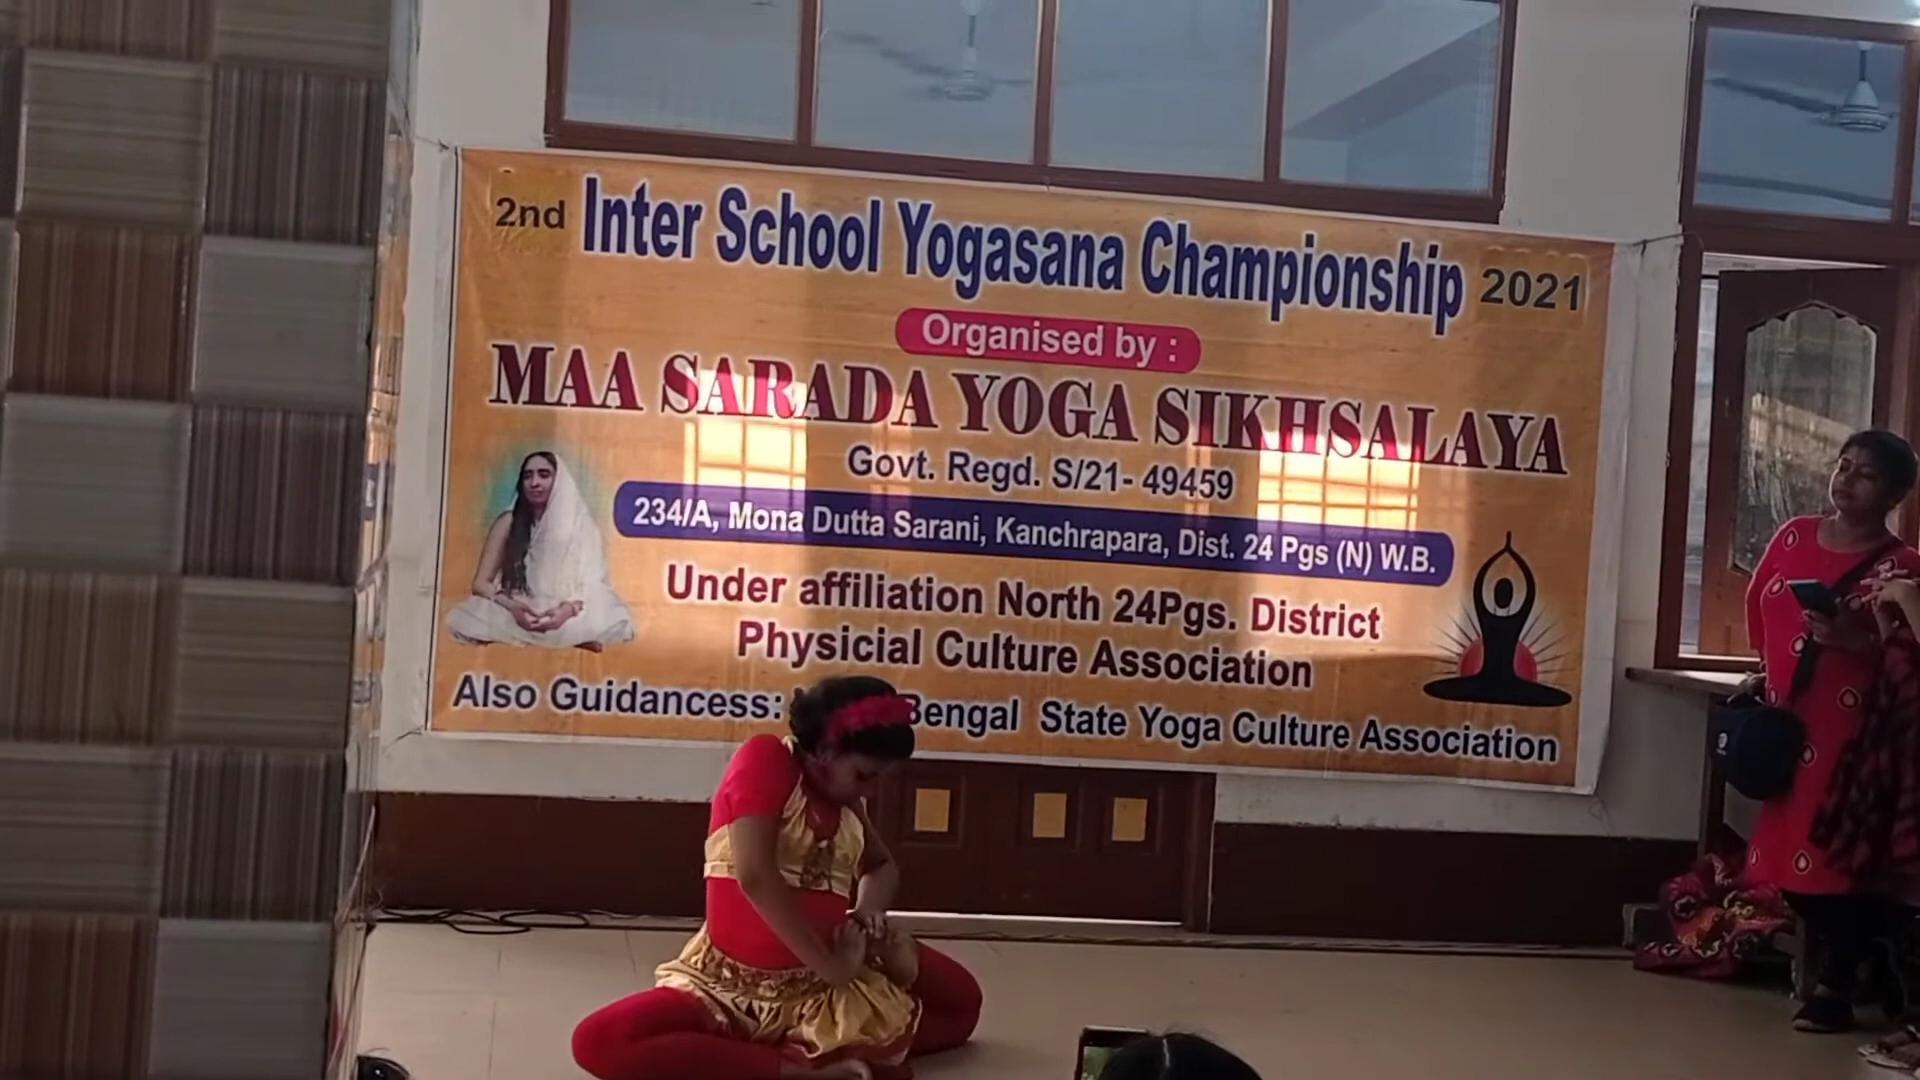 2nd Inter School Yogasana Championship 2021
Organised by :
MAA SARADA YOGA SIKHSALAYA
Govt. Regd. S/21- 49459
234/A, Mona Dutta Sarani, Kanchrapara, Dist. 24 Pgs (N) W.B.
Under affiliation North 24Pgs. District
Physicial Culture Association
Also Guidancess: Bengal State Yoga Culture Association